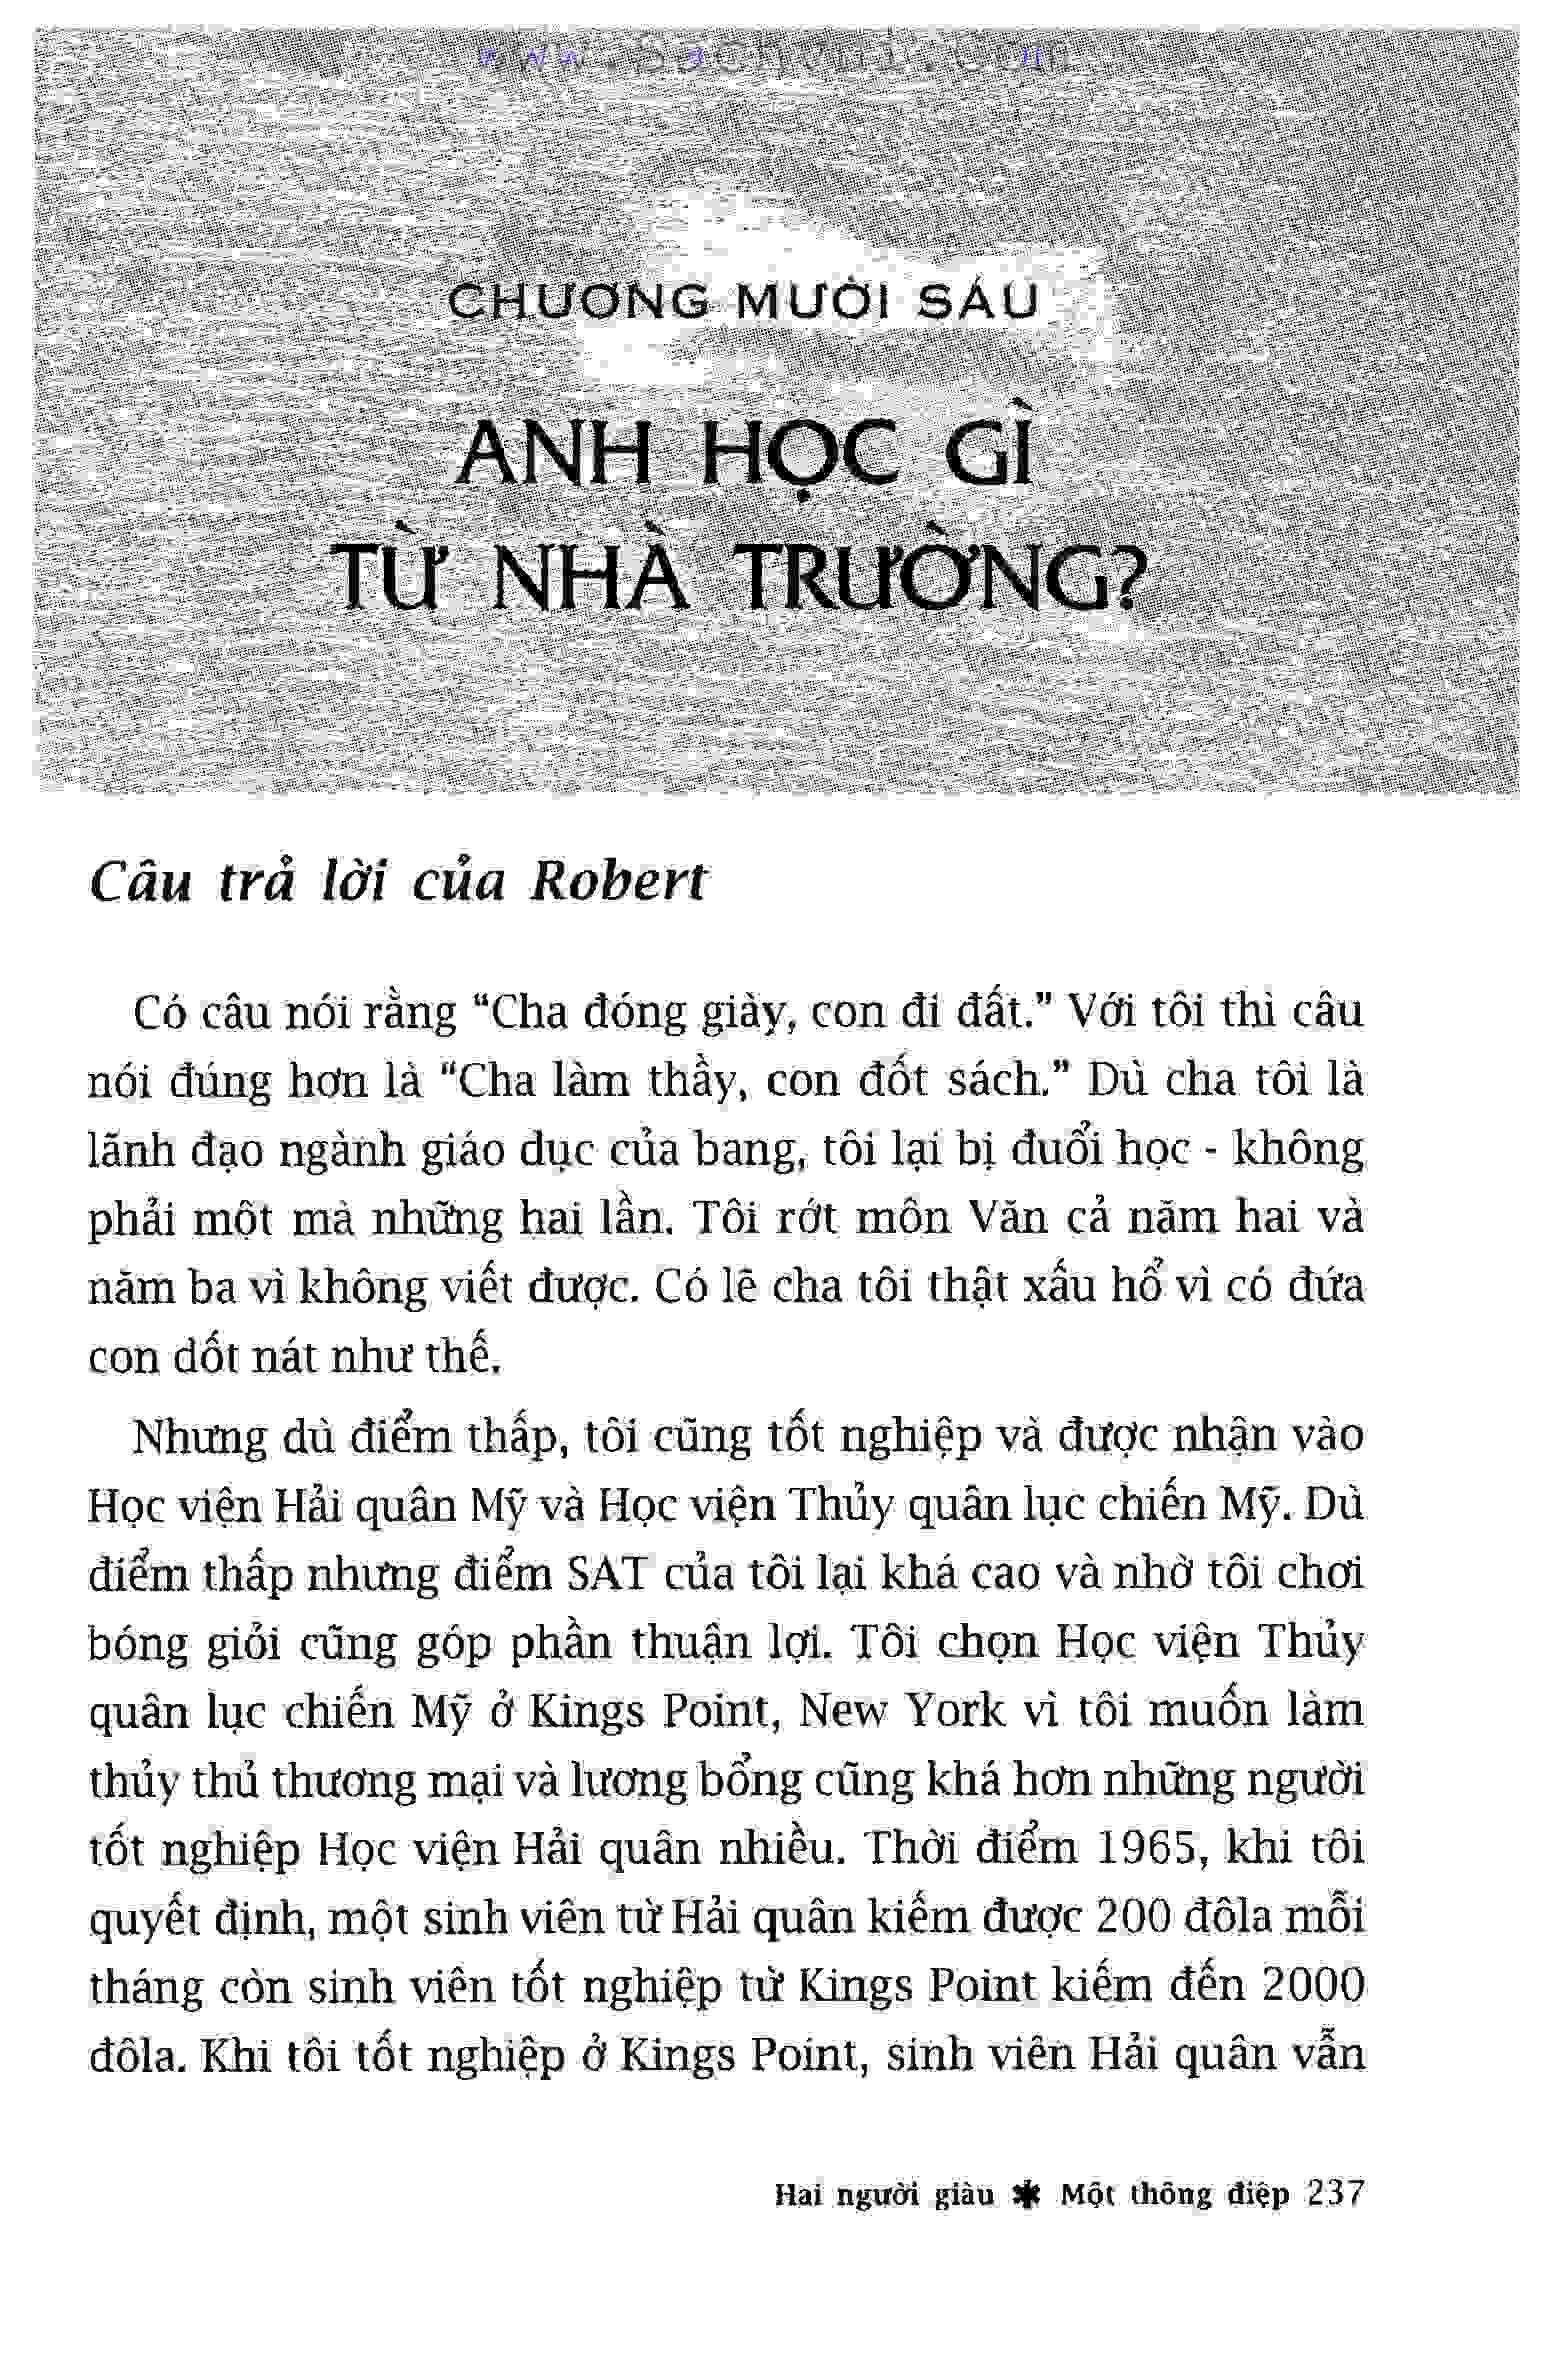 CHƯƠNG MƯỜI SÁU
ANH HỌC GÌ
TỪ NHÀ TRƯỜNG?
Câu trả lời của Robert
Có câu nói rằng “Cha đóng giày, con đi đất.” Với tôi thì câu
nói đúng hơn là “Cha làm thầy, con đốt sách.” Dù cha tôi là
lãnh đạo ngành giáo dục của bang, tôi lại bị đuổi học - không
phải một mà những hai lần. Tôi rớt môn Văn cả năm hai và
năm ba vì không viết được. Có lẽ cha tôi thật xấu hổ vì có đứa
con dốt nát như thế.
Nhưng dù điểm thấp, tôi cũng tốt nghiệp và được nhận vào
Học viện Hải quân Mỹ và Học viện Thủy quân lục chiến Mỹ. Dù
điểm thấp nhưng điểm SAT của tôi lại khá cao và nhờ tôi chơi
bóng giỏi cũng góp phần thuận lợi. Tôi chọn Học viện Thủy
quân lục chiến Mỹ ở Kings Point, New York vì tôi muốn làm
thủy thủ thương mại và lương bổng cũng khá hơn những người
tốt nghiệp Học viện Hải quân nhiều. Thời điểm 1965, khi tôi
quyết định, một sinh viên từ Hải quân kiếm được 200 đôla mỗi
tháng còn sinh viên tốt nghiệp từ Kings Point kiếm đến 2000
đôla. Khi tôi tốt nghiệp ở Kings Point, sinh viên Hải quân vẫn
Hai người giàu ✱ Một thông điệp 237